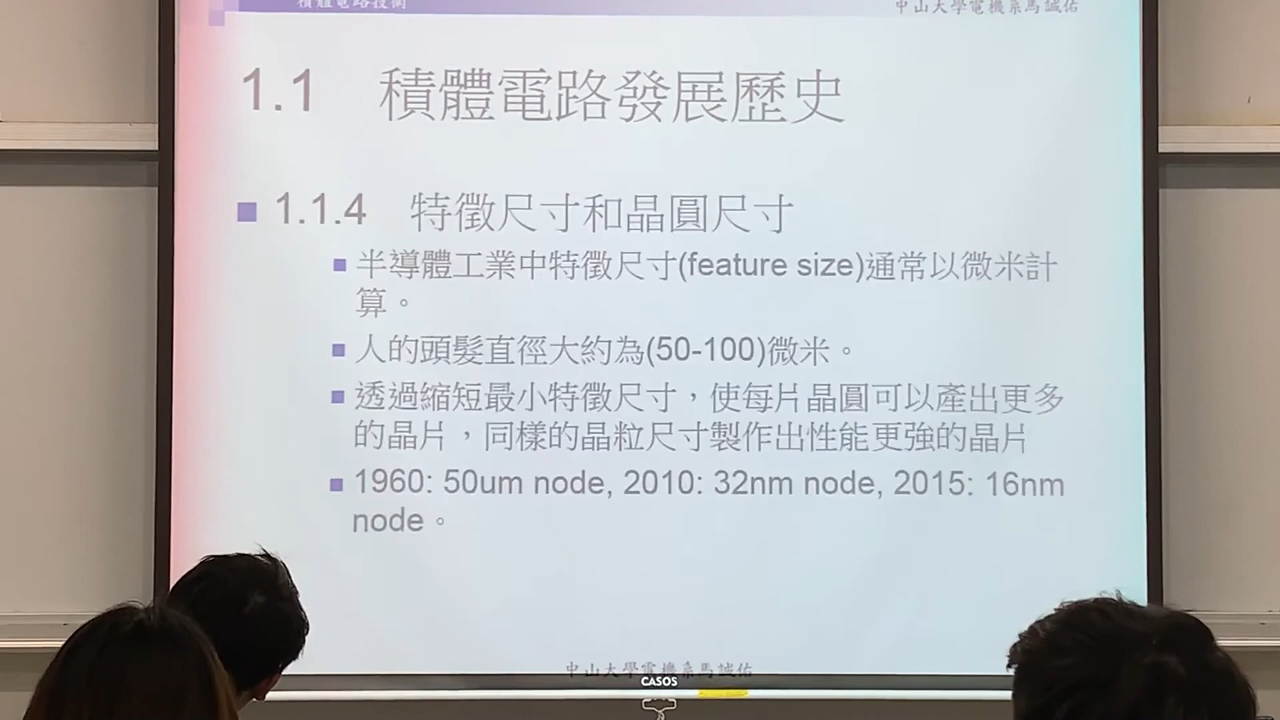 積體電路技術
中山大學電機系馬誠佑
1.1 積體電路發展歷史
1.1.4 特徵尺寸和晶圓尺寸
半導體工業中特徵尺寸(feature size)通常以微米計
算。
人的頭髮直徑大約為(50-100)微米。
透過縮短最小特徵尺寸，使每片晶圓可以產出更多
的晶片，同樣的晶粒尺寸製作出性能更強的晶片
1960: 50um node, 2010: 32nm node, 2015: 16nm
node。
中山大學電機系馬誠佑
CASOS